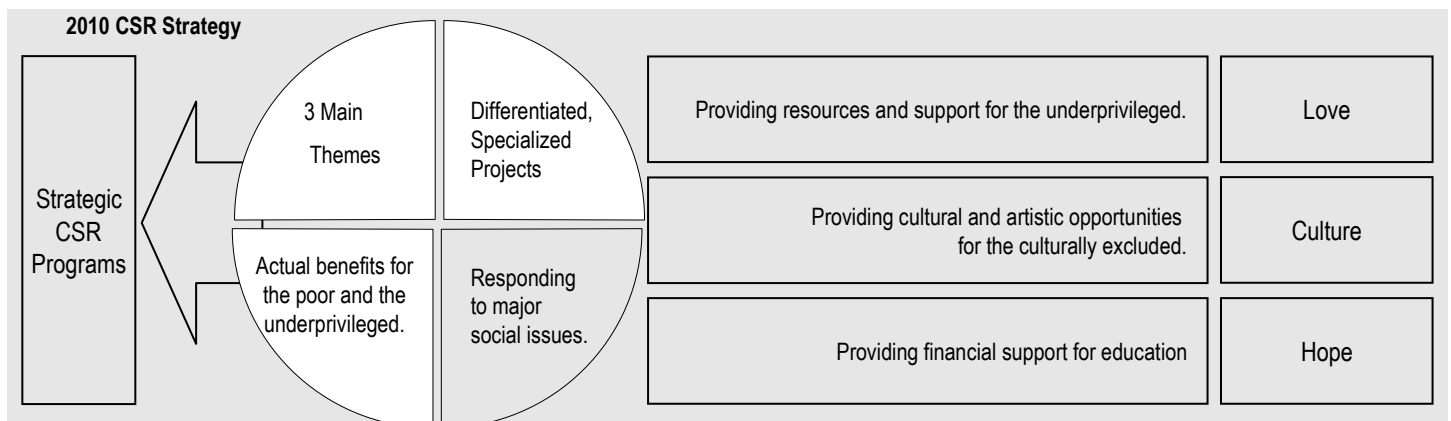 2010 CSR Strategy
Strategic
CSR
Programs
3 Main
Themes
Differentiated,
Specialized
Projects
Actual benefits for
the poor and the
underprivileged.
Responding
to major
social issues.
Providing resources and support for the underprivileged.
Love
Providing cultural and artistic opportunities
for the culturally excluded.
Culture
Providing financial support for education
Hope